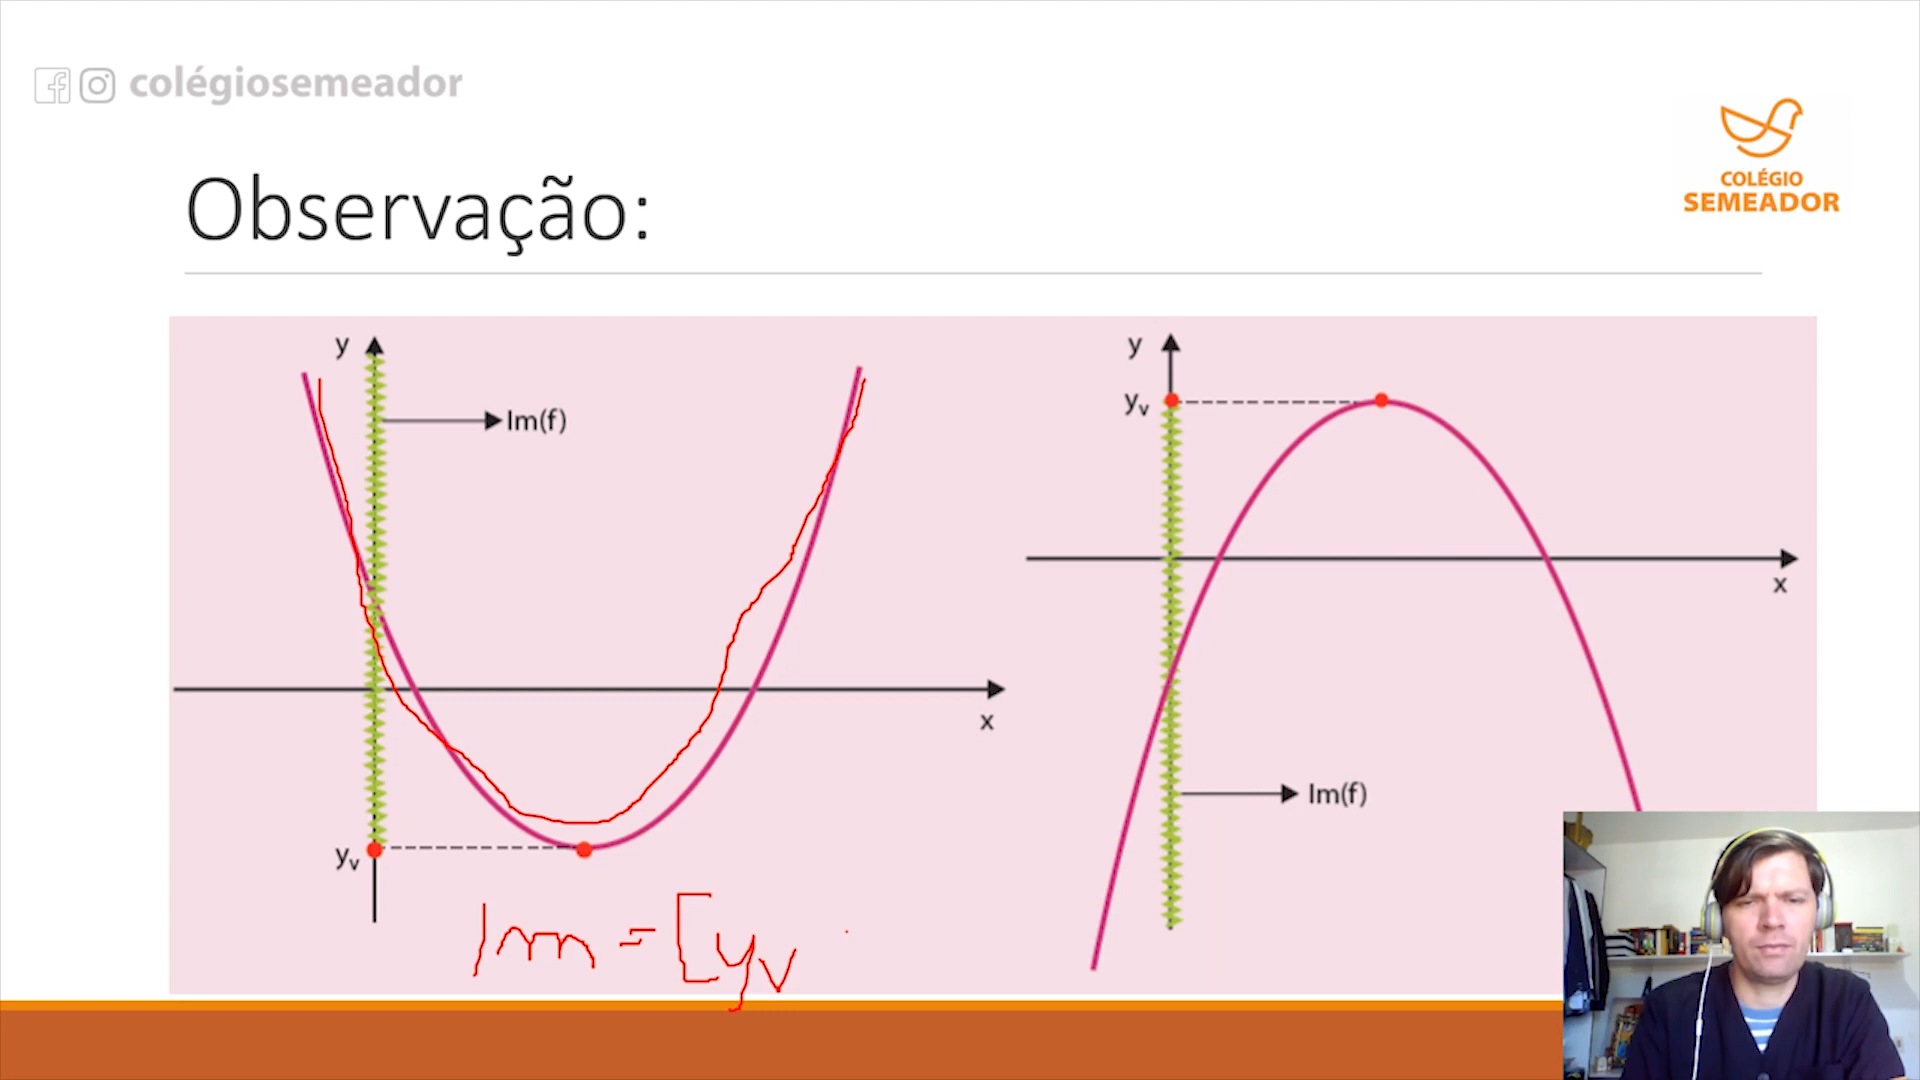 colégiosemeador
COLÉGIO
SEMEADOR
Observação:
y
Im(f)
x
yᵥ
Im = [yᵥ
y
yᵥ
x
Im(f)